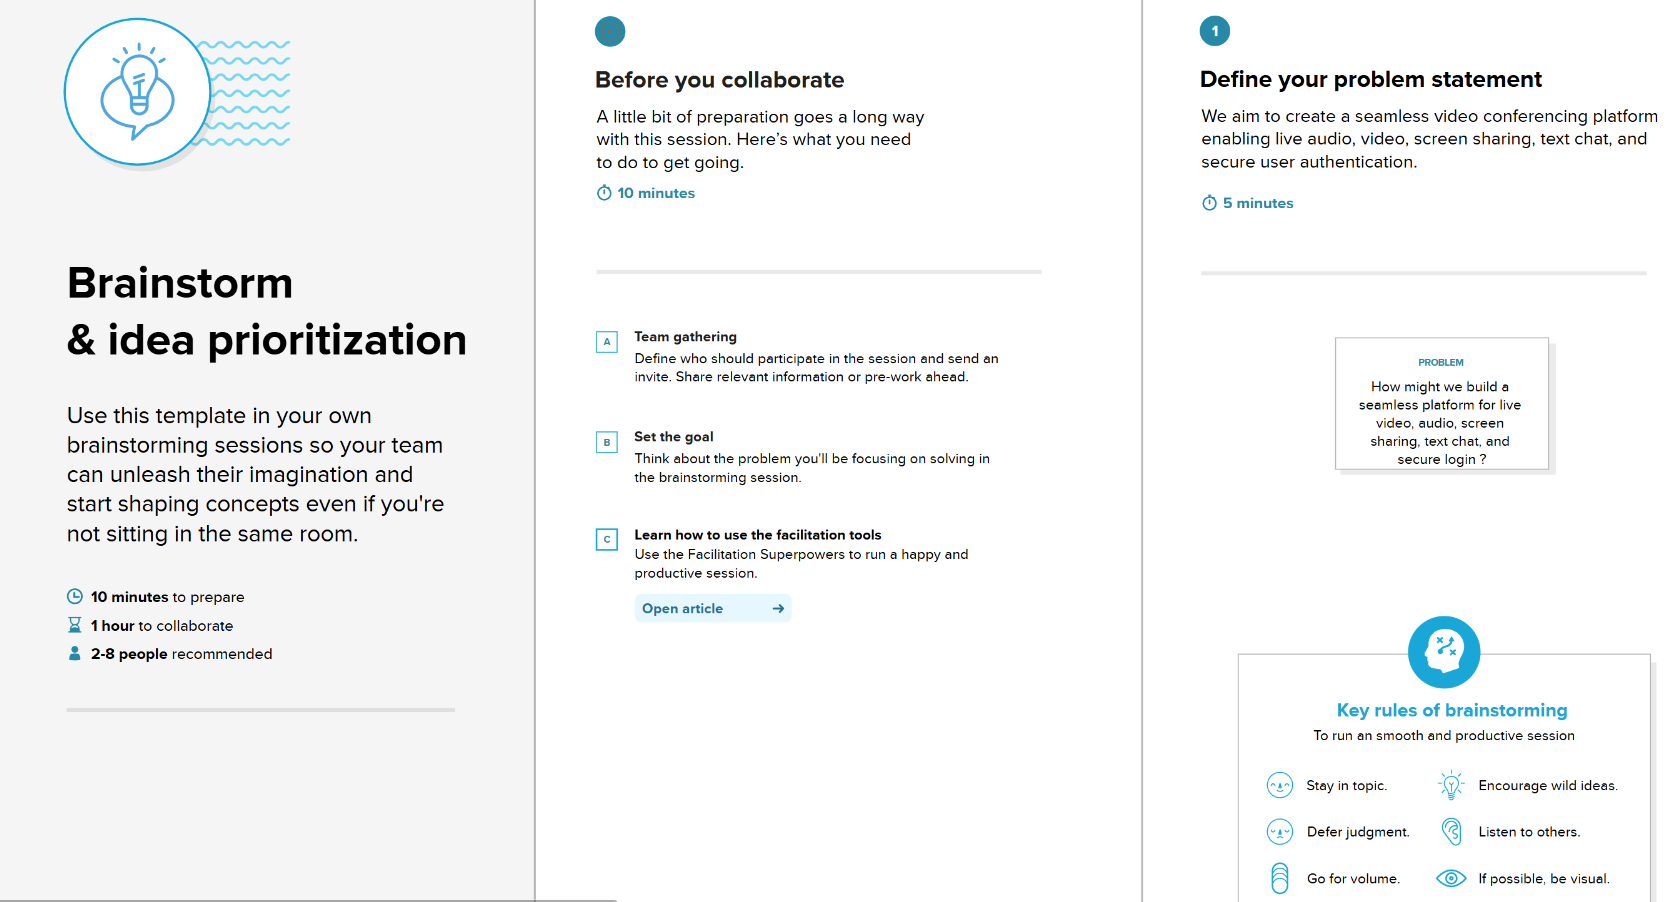 Brainstorm
& idea prioritization
Use this template in your own
brainstorming sessions so your team
can unleash their imagination and
start shaping concepts even if you're
not sitting in the same room.
10 minutes to prepare
1 hour to collaborate
2-8 people recommended
Before you collaborate
A little bit of preparation goes a long way
with this session. Here's what you need
to do to get going.
10 minutes
A
Team gathering
Define who should participate in the session and send an
invite. Share relevant information or pre-work ahead.
B
Set the goal
Think about the problem you'll be focusing on solving in
the brainstorming session.
C
Learn how to use the facilitation tools
Use the Facilitation Superpowers to run a happy and
productive session.
Open article
1
Define your problem statement
We aim to create a seamless video conferencing platform
enabling live audio, video, screen sharing, text chat, and
secure user authentication.
5 minutes
PROBLEM
How might we build a
seamless platform for live
video, audio, screen
sharing, text chat, and
secure login ?
Key rules of brainstorming
To run an smooth and productive session
Stay in topic.
Encourage wild ideas.
Defer judgment.
Listen to others.
Go for volume.
If possible, be visual.